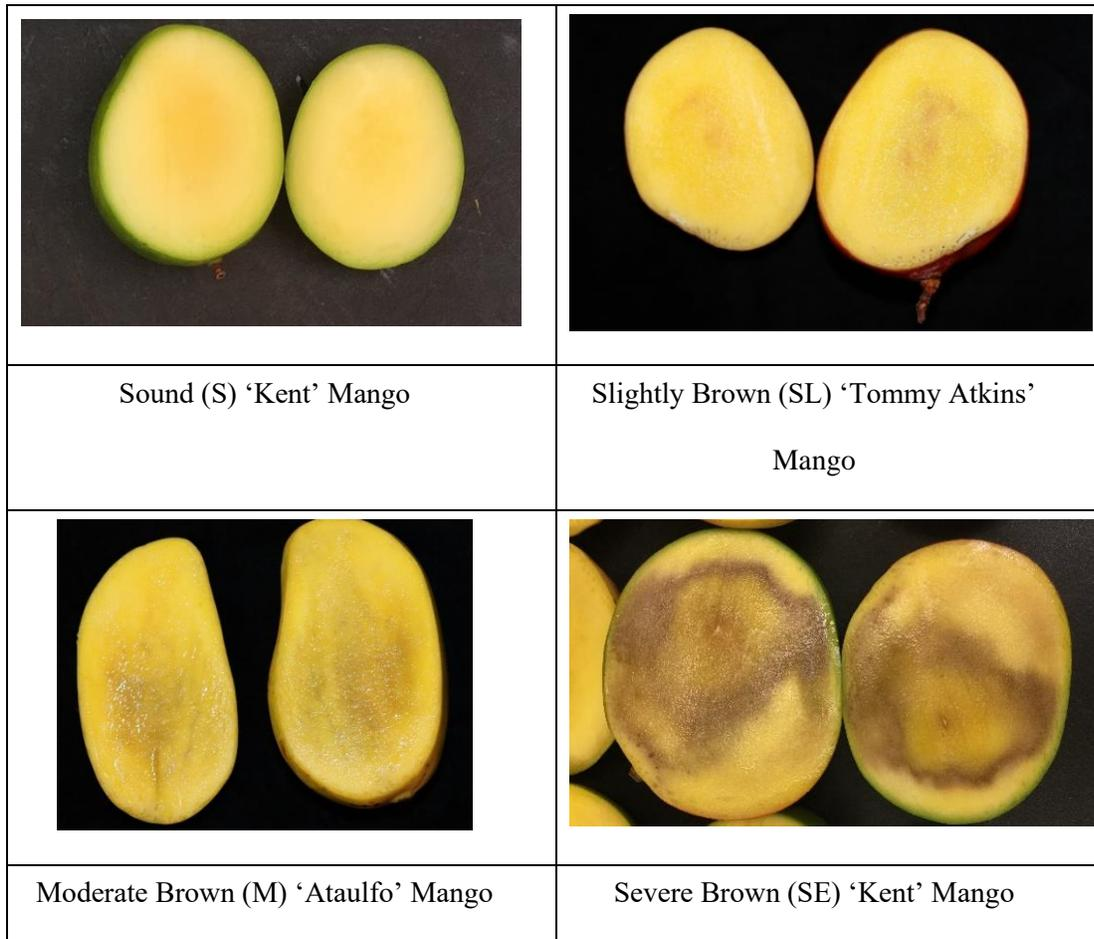 Sound (S) ‘Kent’ Mango
Slightly Brown (SL) ‘Tommy Atkins’
Mango
Moderate Brown (M) ‘Ataulfo’ Mango
Severe Brown (SE) ‘Kent’ Mango